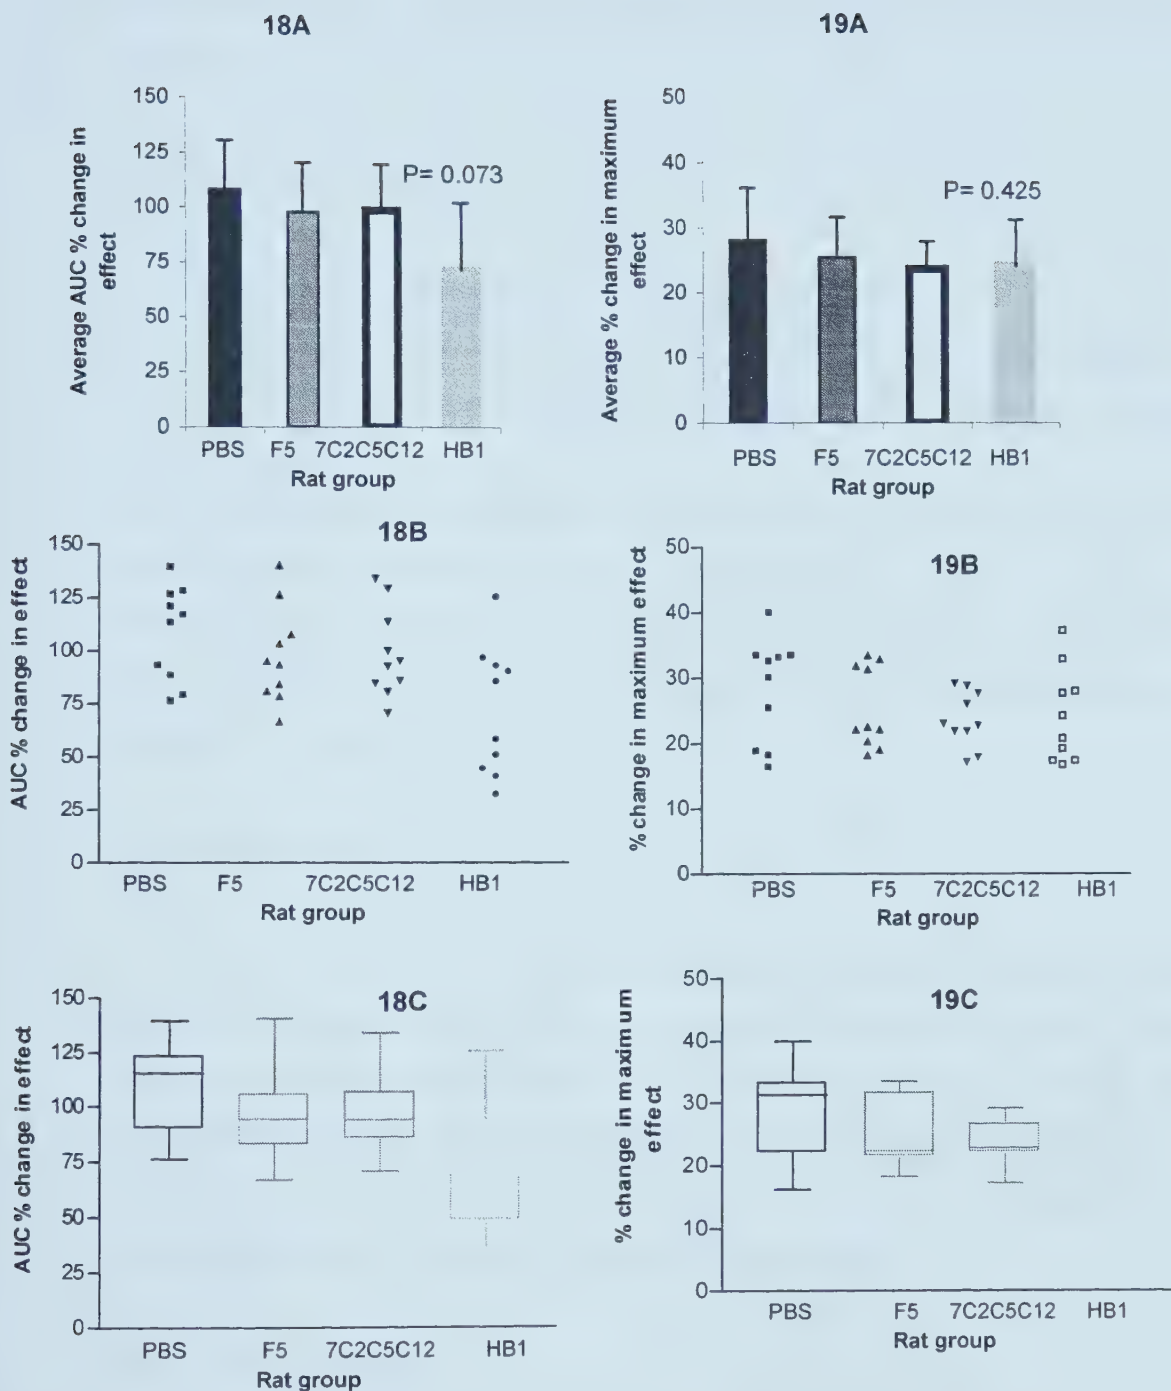 18A
150
125
100
75
50
25
0
Average AUC % change in
effect
P= 0.073
PBS F5 7C2C5C12 HB1
Rat group
19A
50
40
30
20
10
0
Average % change in maximum
effect
P= 0.425
PBS F5 7C2C5C12 HB1
Rat group
18B
150
125
100
75
50
25
0
AUC % change in effect
PBS F5 7C2C5C12 HB1
Rat group
19B
50
40
30
20
10
0
% change in maximum effect
PBS F5 7C2C5C12 HB1
Rat group
18C
150
125
100
75
50
25
0
AUC % change in effect
PBS F5 7C2C5C12 HB1
Rat group
19C
50
40
30
20
10
0
% change in maximum
effect
PBS F5 7C2C5C12 HB1
Rat group